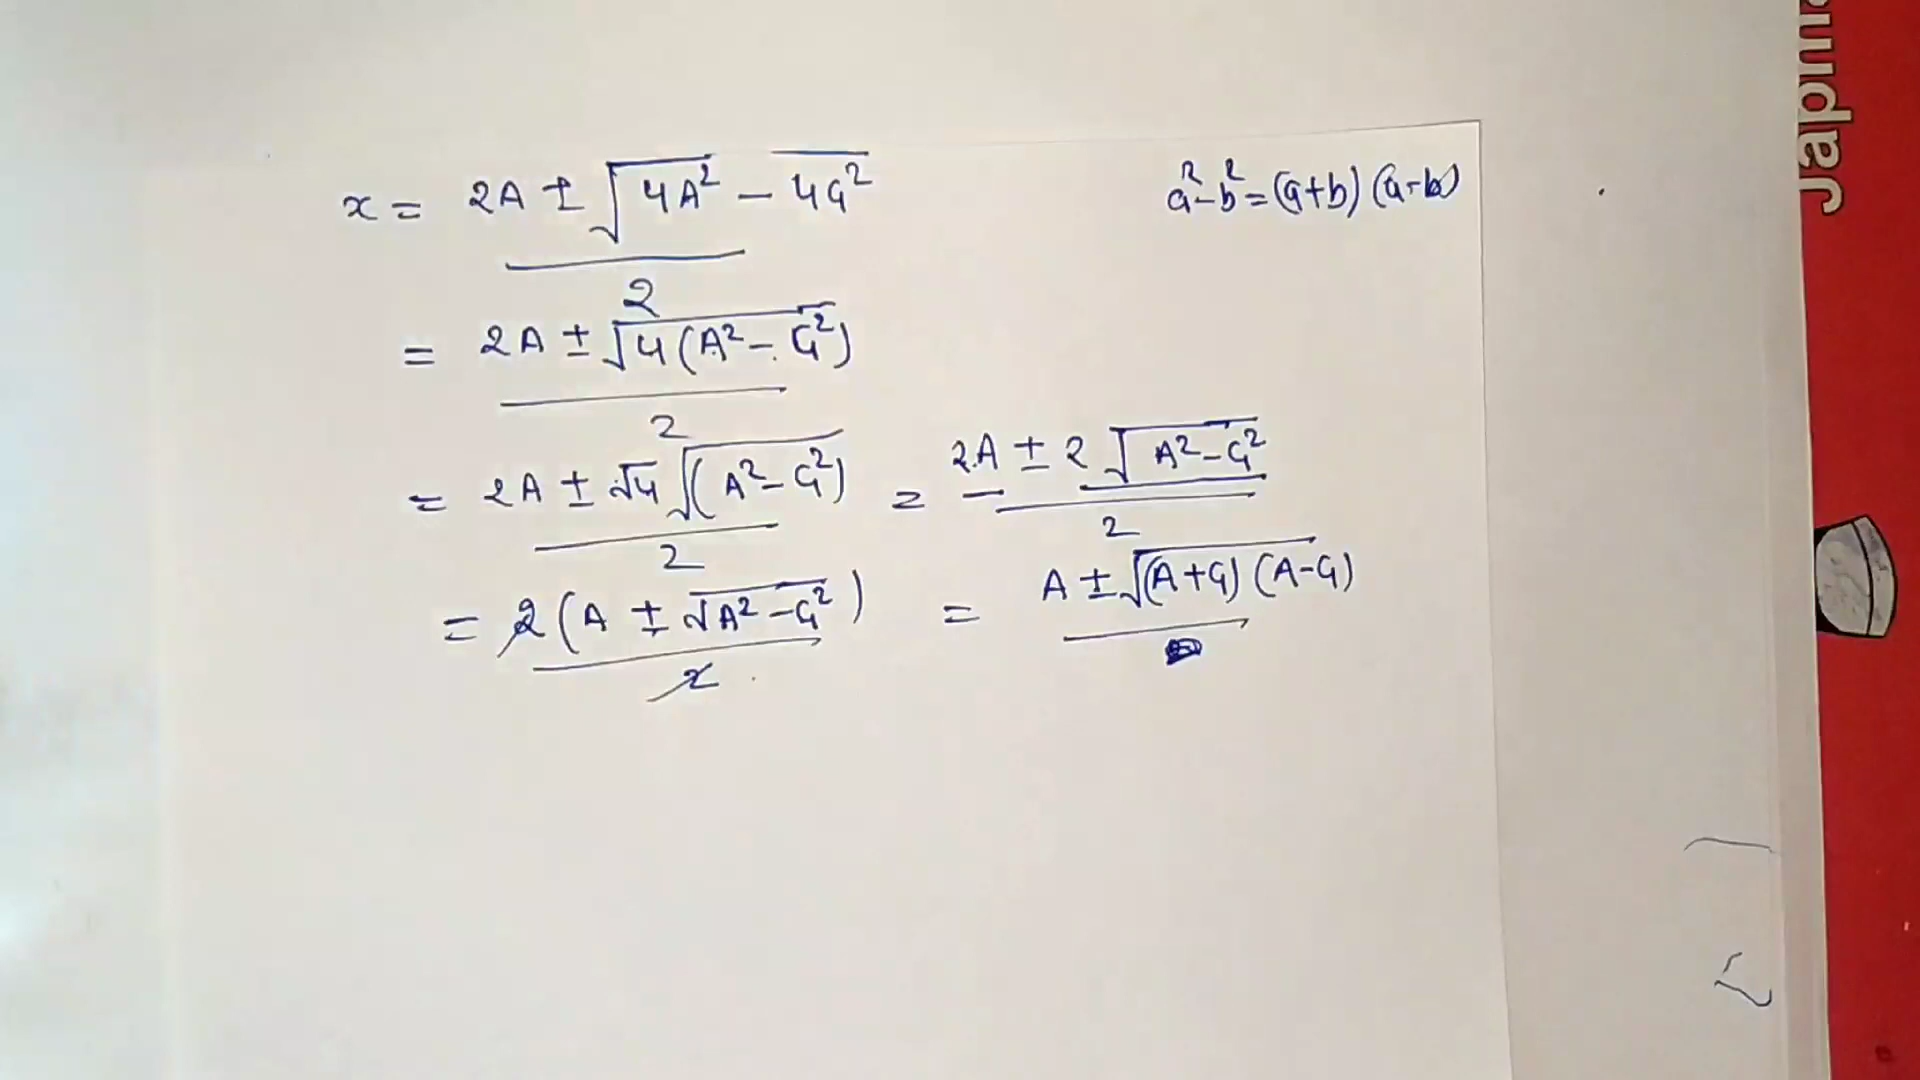 x = 2A ± √4A² - 4G²
2
a² - b² = (a+b) (a-b)
= 2A ± √4(A² - G²)
2
= 2A ± √4 √(A² - G²)
2
= 2A ± 2 √A² - G²
2
= 2(A ± √A² - G²)
2
= A ± √(A+G) (A-G)
Japm